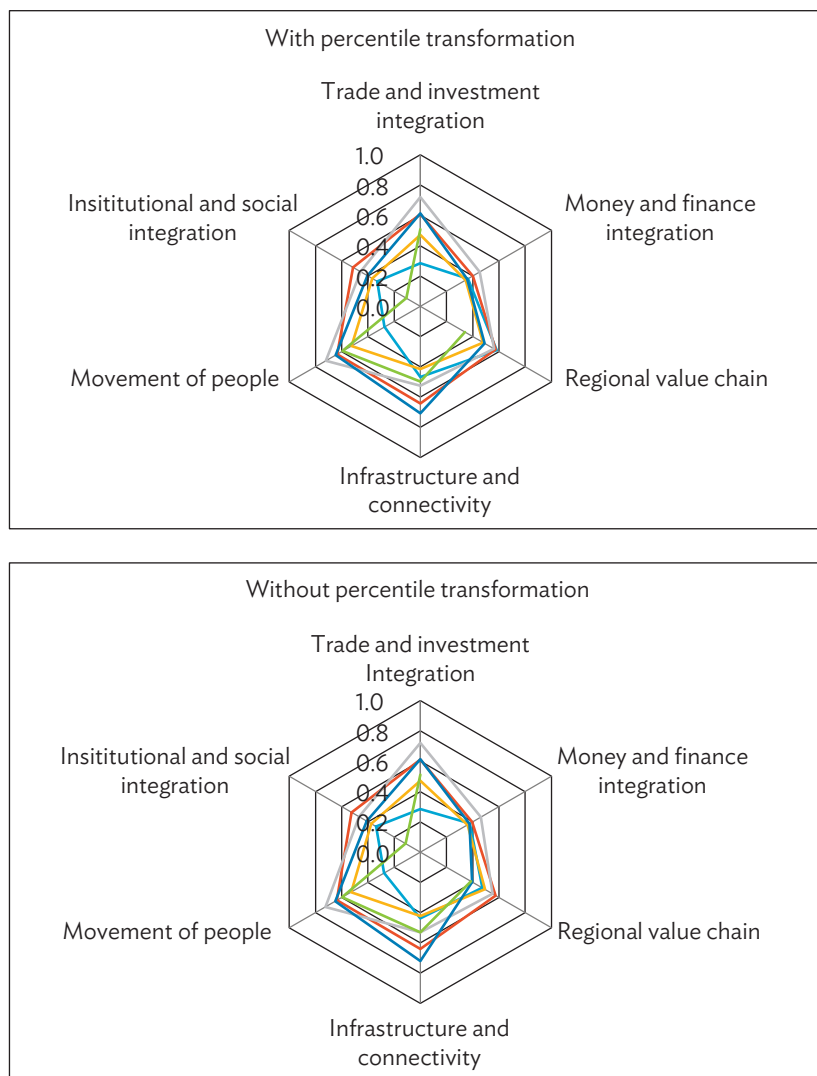 With percentile transformation
Trade and investment
integration
1.0
0.8
0.6
0.4
0.2
0.0
Insititutional and social
integration
Money and finance
integration
Movement of people
Regional value chain
Infrastructure and
connectivity
Without percentile transformation
Trade and investment
Integration
1.0
0.8
0.6
0.4
0.2
0.0
Insititutional and social
integration
Money and finance
integration
Movement of people
Regional value chain
Infrastructure and
connectivity